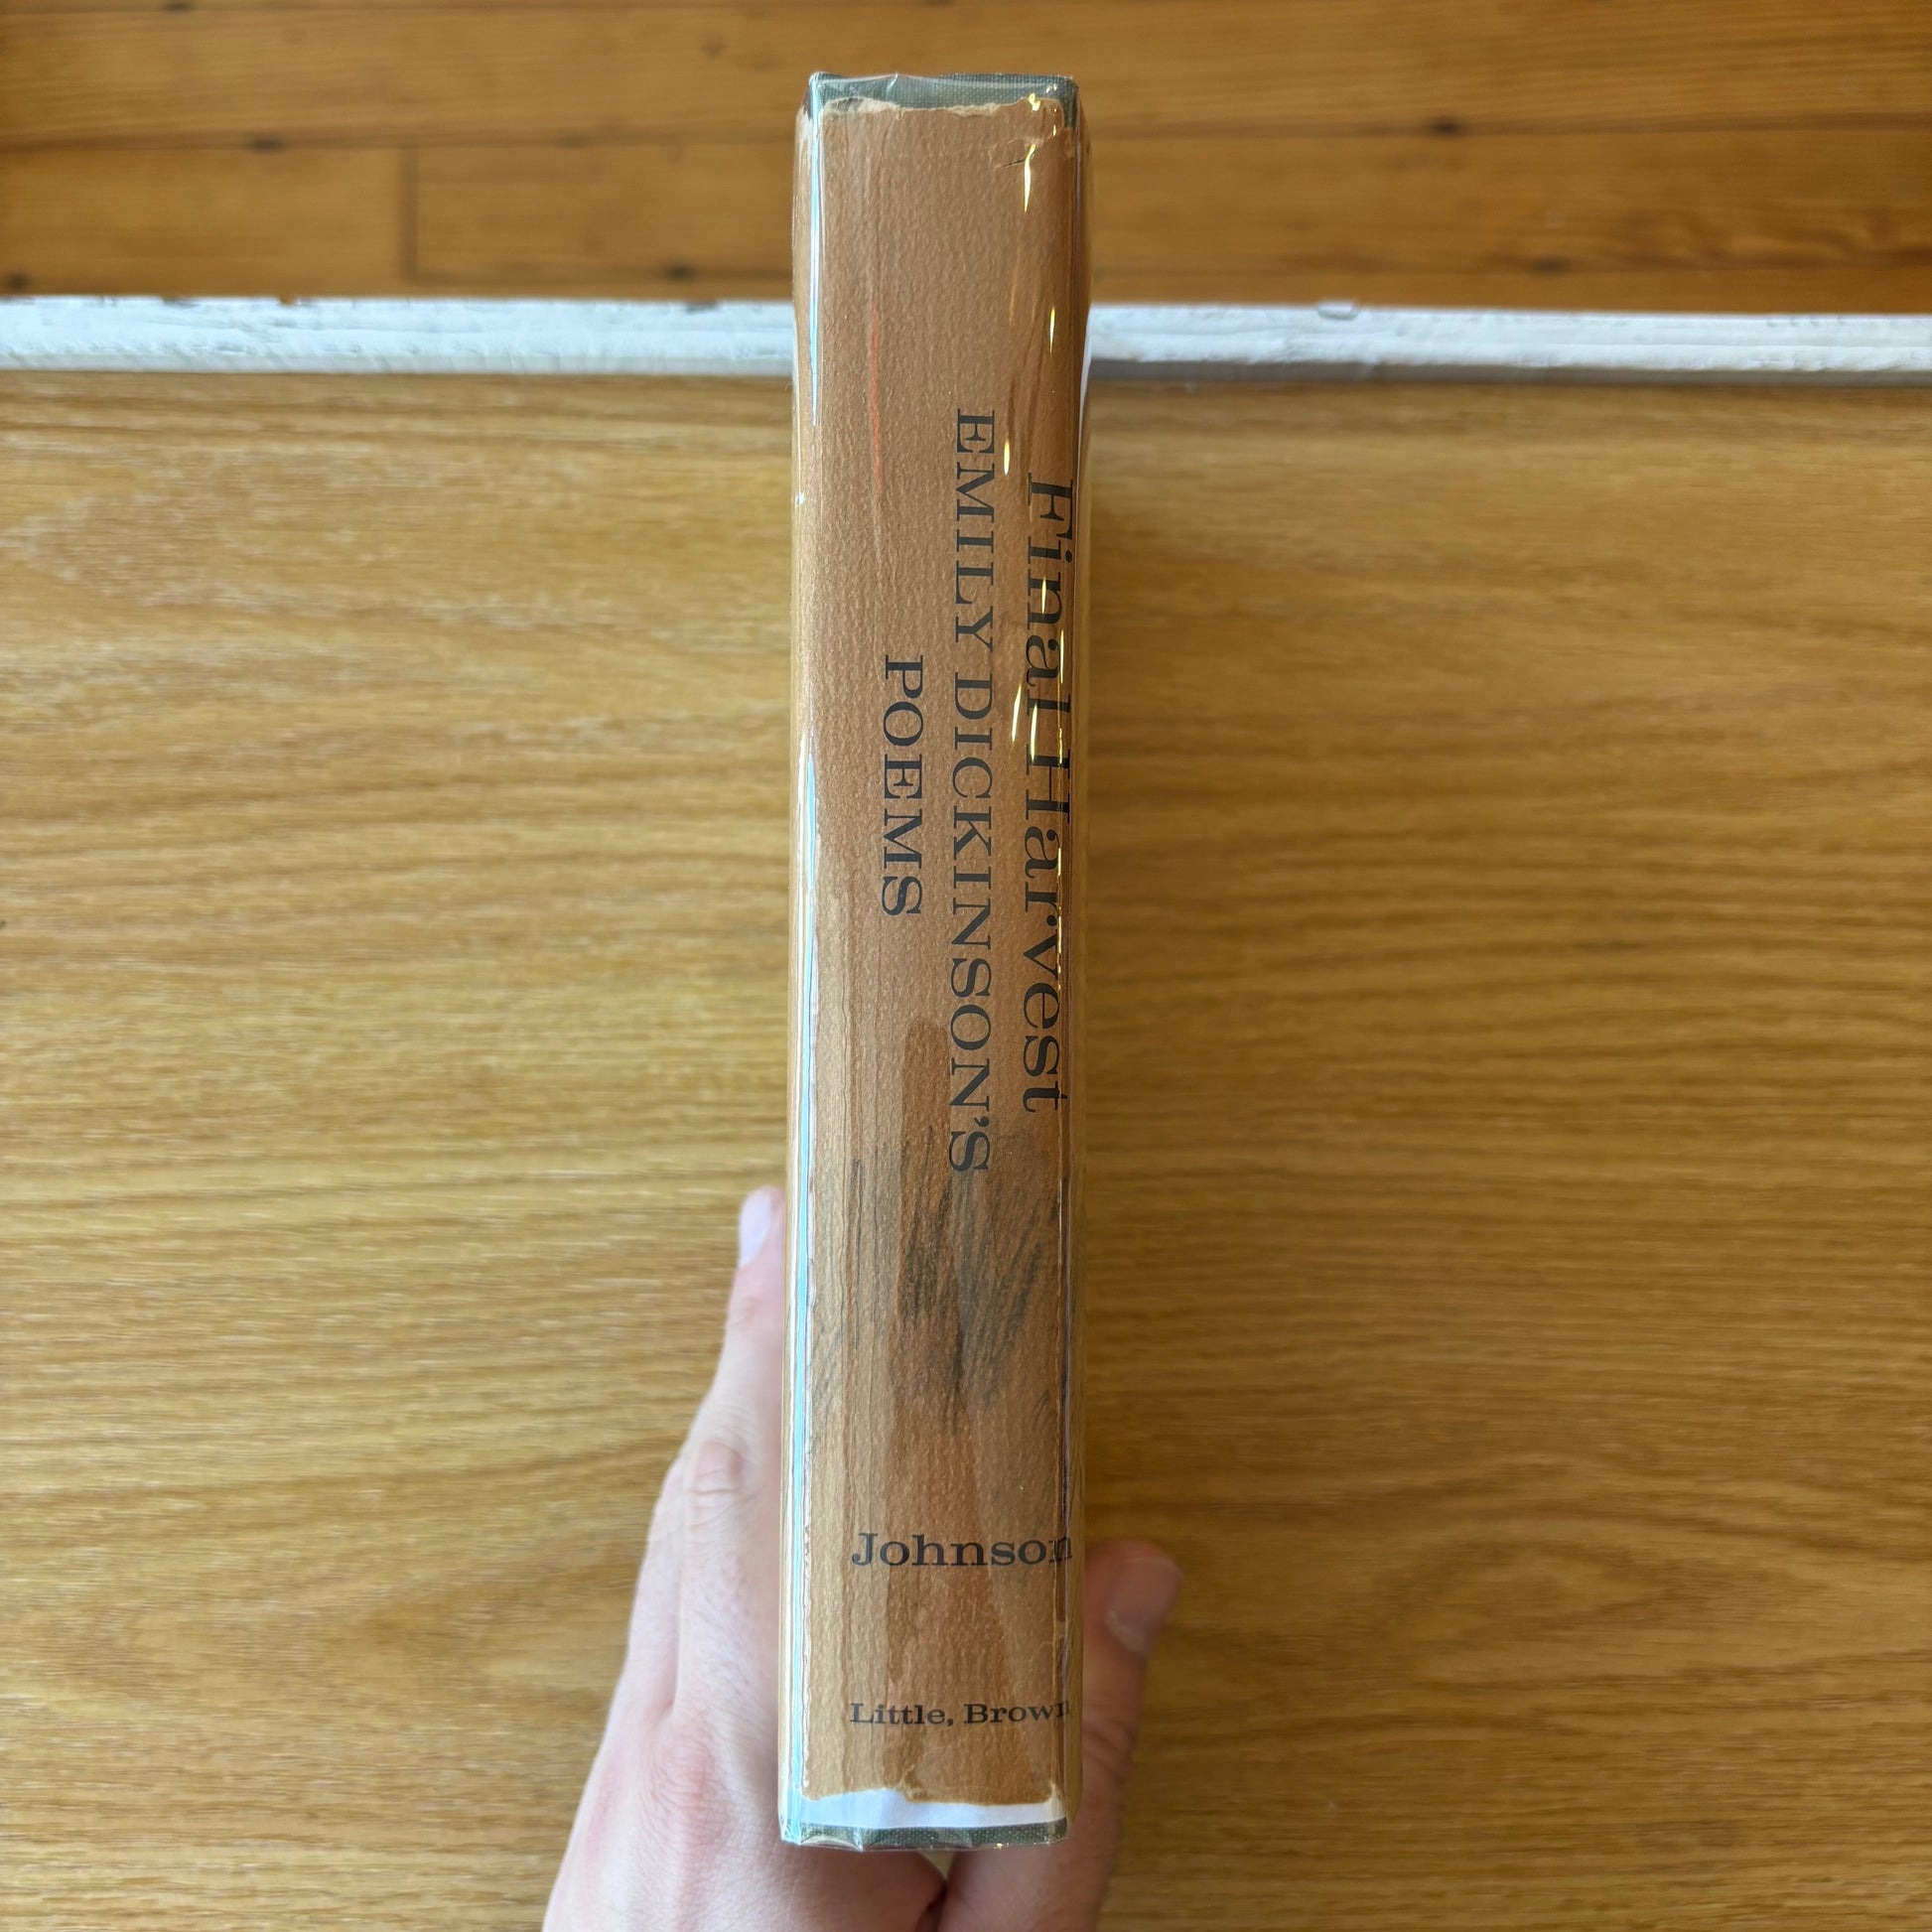 Final Harvest
EMILY DICKINSON'S
POEMS
Johnson
Little, Brown